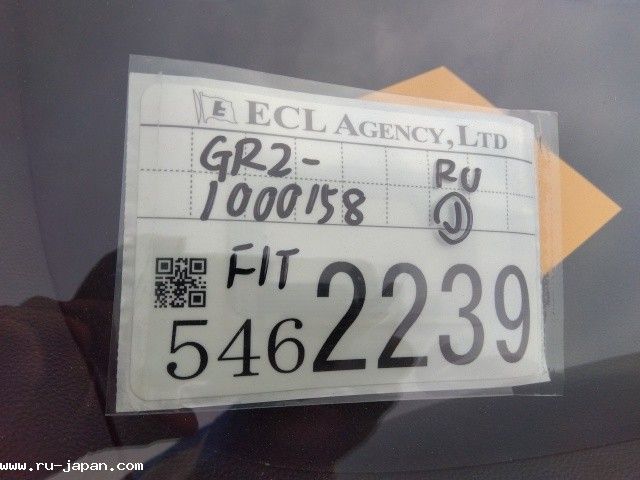 E ECL AGENCY, LTD
GR2-
1000158
RU
J
FIT
5462239
www.ru-japan.com